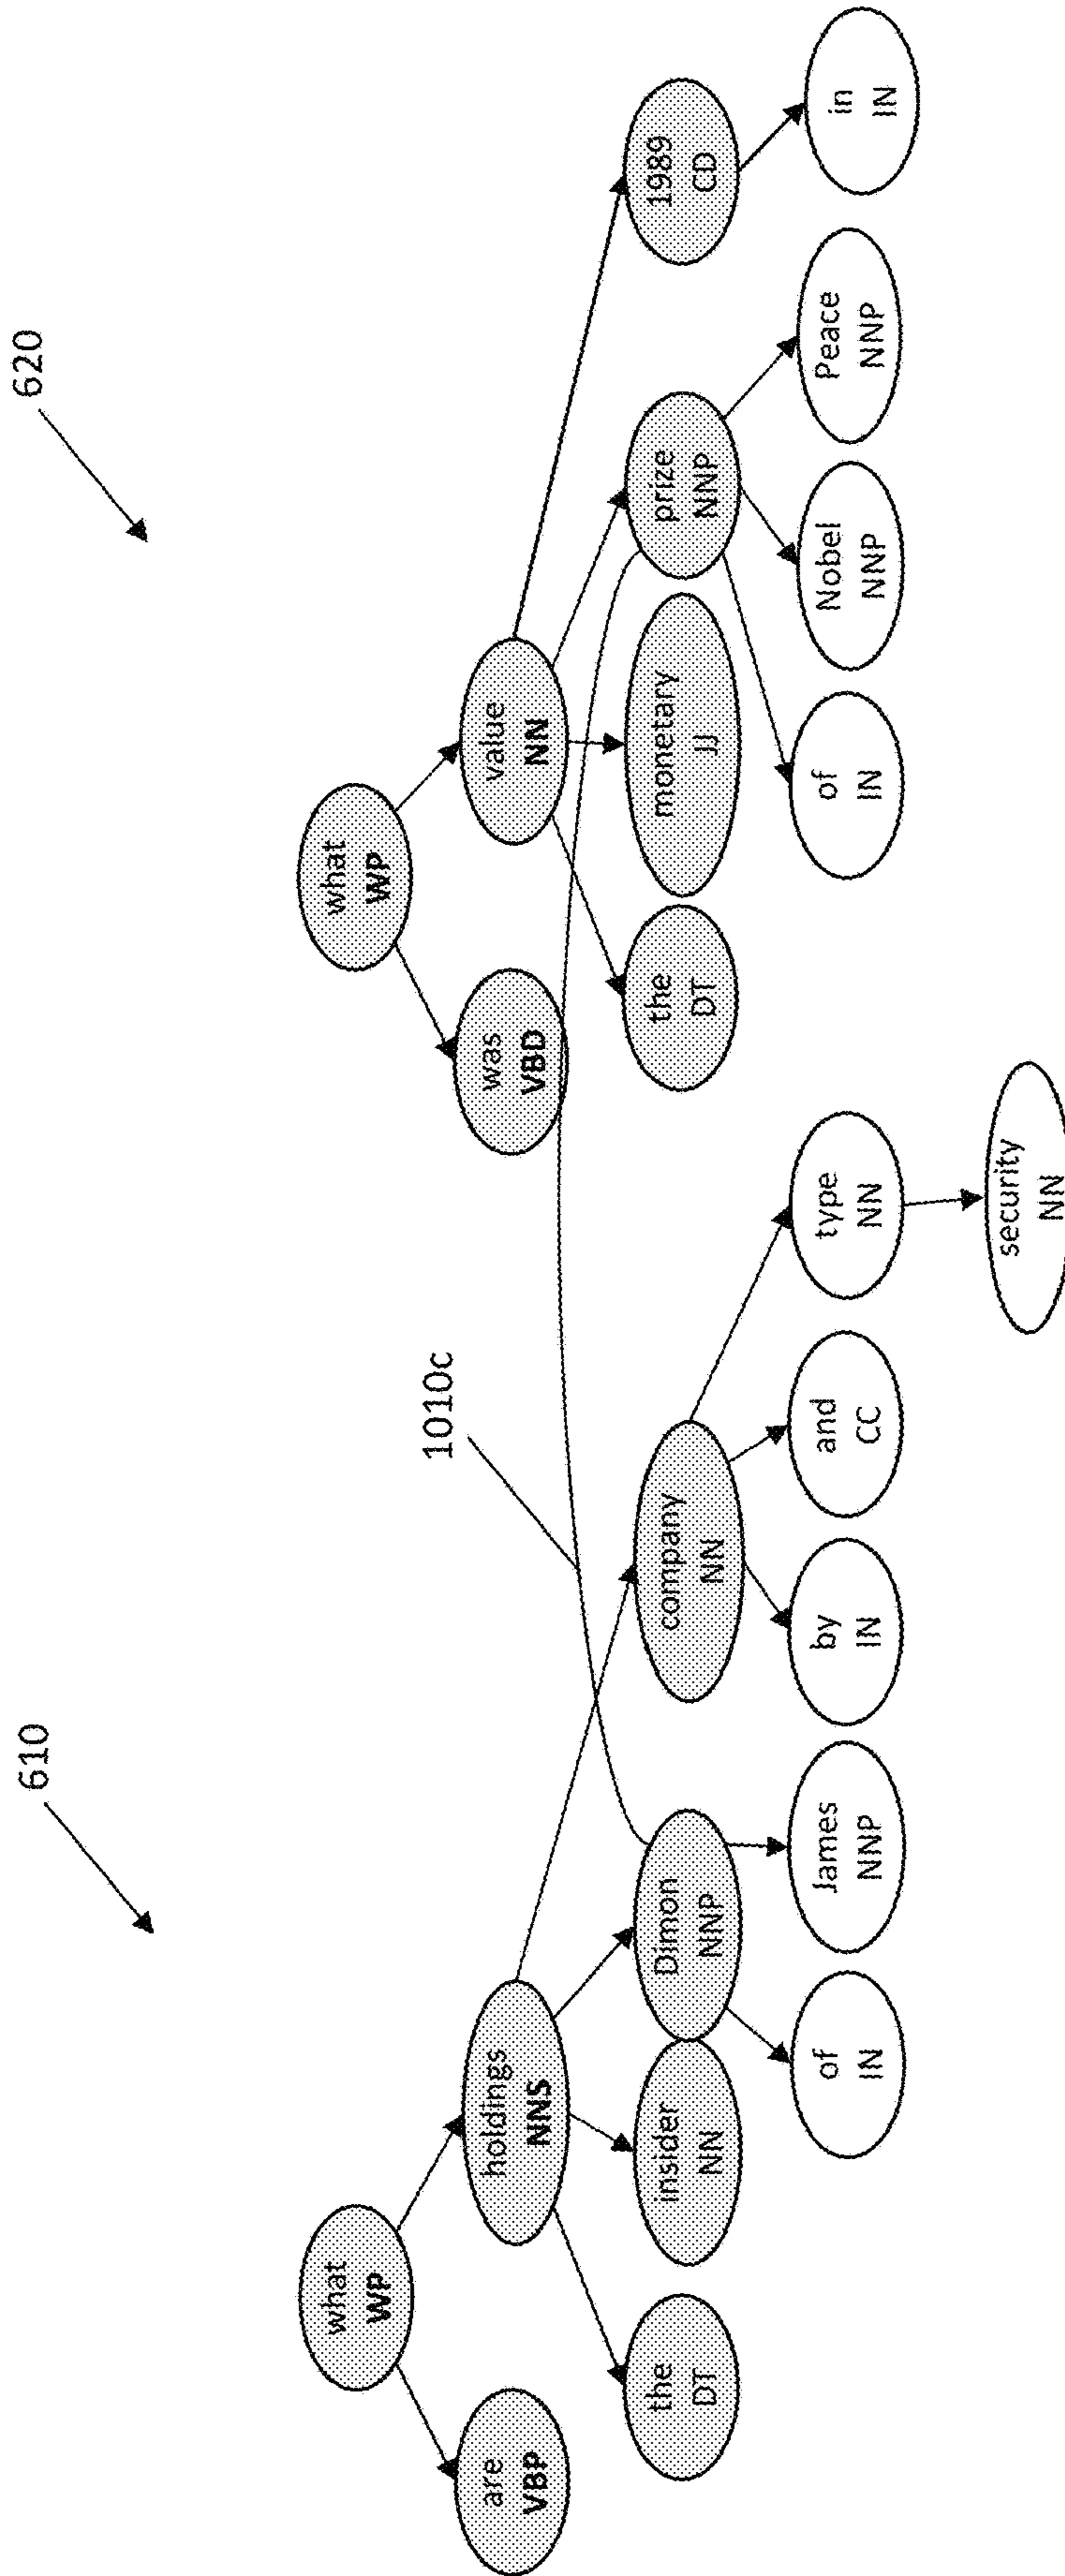 610
620
what
WP
what
WP
are
VBP
holdings
NNS
was
VBD
value
NN
1010c
the
DT
insider
NN
Dimon
NNP
company
NN
the
DT
monetary
JJ
prize
NNP
1989
CD
of
IN
James
NNP
by
IN
and
CC
type
NN
of
IN
Nobel
NNP
Peace
NNP
in
IN
security
NN